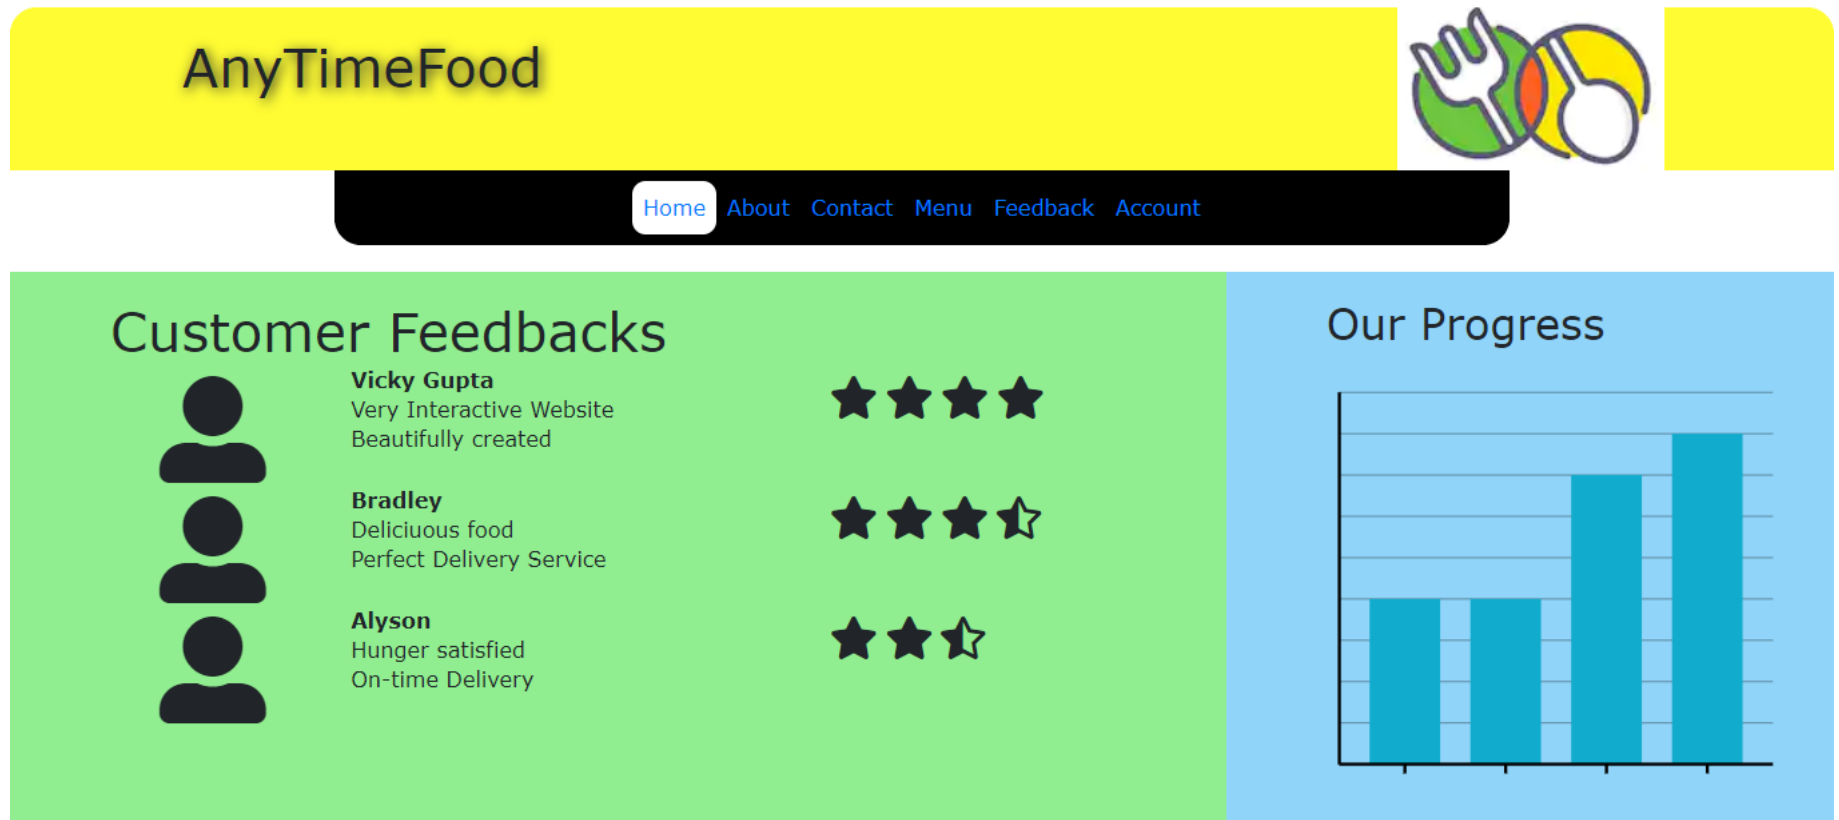 AnyTimeFood
Home About Contact Menu Feedback Account
Customer Feedbacks
Vicky Gupta
Very Interactive Website
Beautifully created
Bradley
Deliciuous food
Perfect Delivery Service
Alyson
Hunger satisfied
On-time Delivery
Our Progress